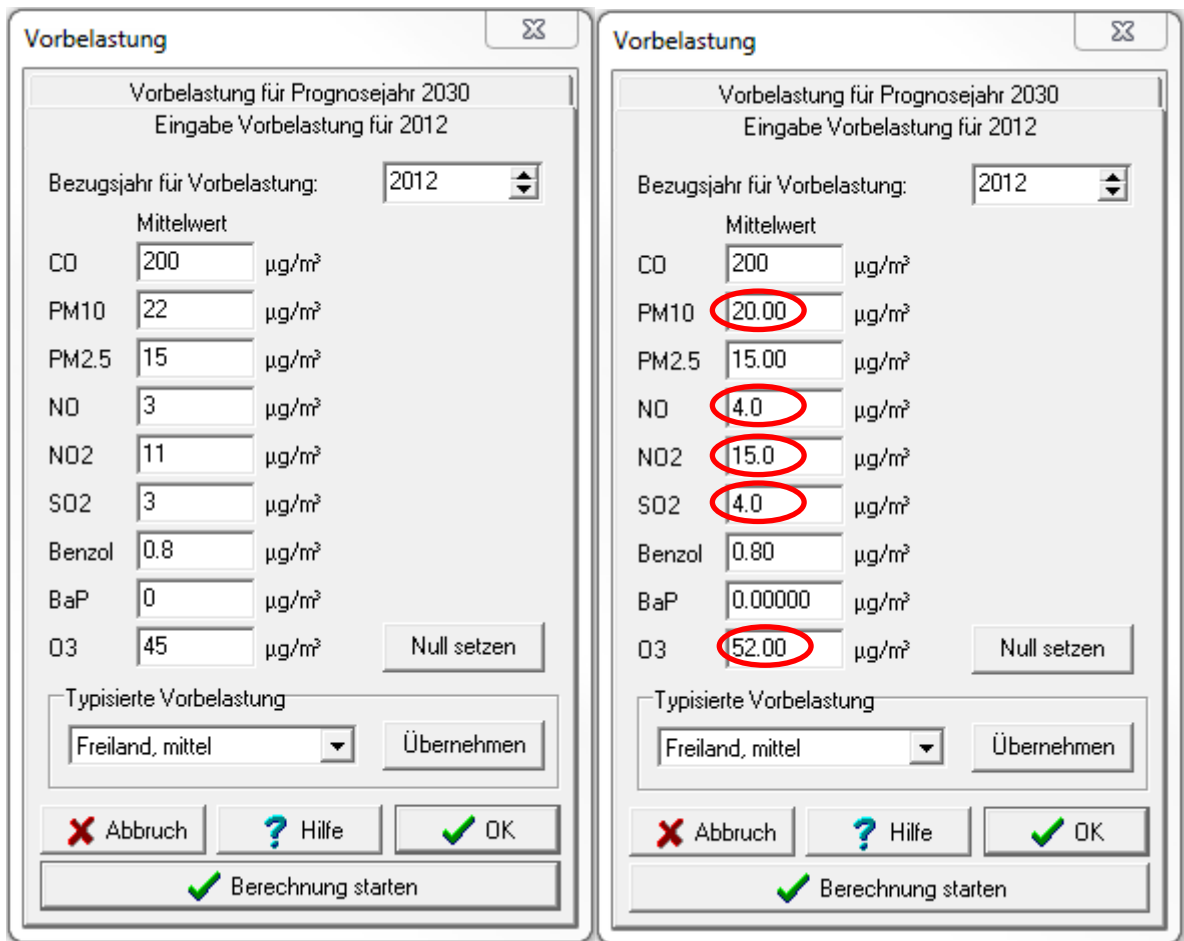 Vorbelastung
Vorbelastung für Prognosejahr 2030
Eingabe Vorbelastung für 2012
Bezugsjahr für Vorbelastung: 2012
Mittelwert
CO 200 µg/m³
PM10 22 µg/m³
PM2.5 15 µg/m³
NO 3 µg/m³
NO2 11 µg/m³
SO2 3 µg/m³
Benzol 0.8 µg/m³
BaP 0 µg/m³
O3 45 µg/m³ Null setzen
Typisierte Vorbelastung
Freiland, mittel Übernehmen
Abbruch ? Hilfe OK
Berechnung starten
Vorbelastung
Vorbelastung für Prognosejahr 2030
Eingabe Vorbelastung für 2012
Bezugsjahr für Vorbelastung: 2012
Mittelwert
CO 200 µg/m³
PM10 20.00 µg/m³
PM2.5 15.00 µg/m³
NO 4.0 µg/m³
NO2 15.0 µg/m³
SO2 4.0 µg/m³
Benzol 0.80 µg/m³
BaP 0.00000 µg/m³
O3 52.00 µg/m³ Null setzen
Typisierte Vorbelastung
Freiland, mittel Übernehmen
Abbruch ? Hilfe OK
Berechnung starten